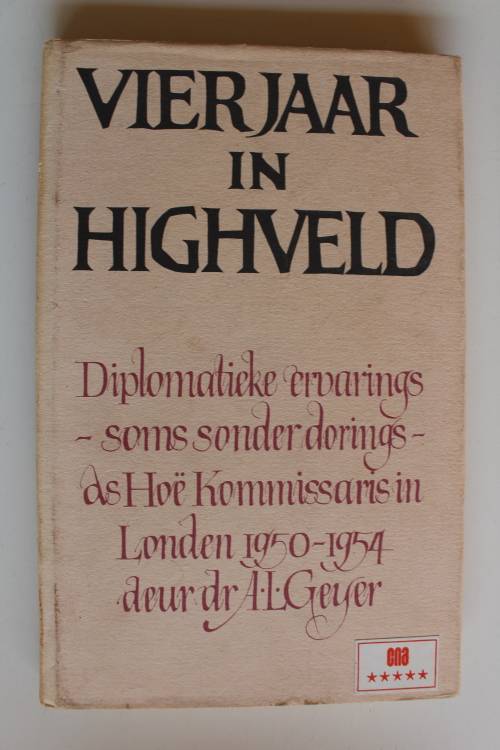 VIER JAAR
IN
HIGHVELD
Diplomatieke ervarings
- soms sonder dorings -
as Hoë Kommissaris in
Londen 1950-1954
deur dr A.L. Geyer
cna
★★★★★